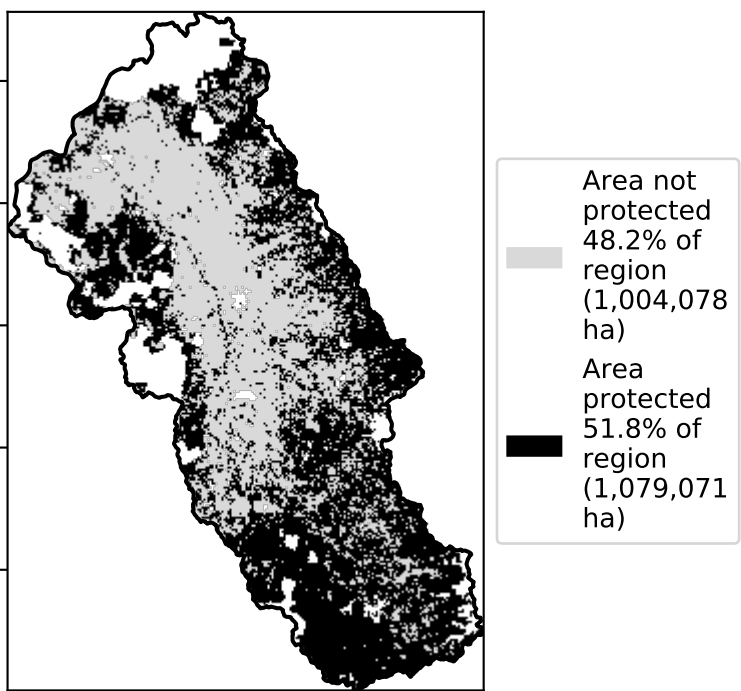 Area not
protected
48.2% of
region
(1,004,078
ha)
Area
protected
51.8% of
region
(1,079,071
ha)